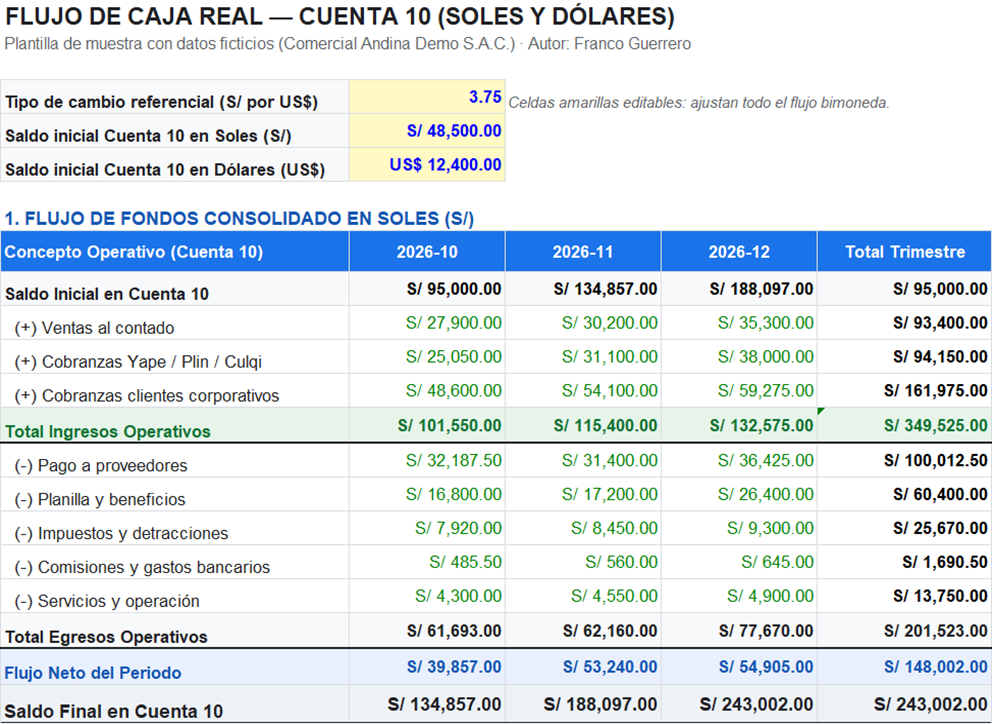 FLUJO DE CAJA REAL — CUENTA 10 (SOLES Y DÓLARES)
Plantilla de muestra con datos ficticios (Comercial Andina Demo S.A.C.) · Autor: Franco Guerrero
Tipo de cambio referencial (S/ por US$) 3.75 Celdas amarillas editables: ajustan todo el flujo bimoneda.
Saldo inicial Cuenta 10 en Soles (S/) S/ 48,500.00
Saldo inicial Cuenta 10 en Dólares (US$) US$ 12,400.00
1. FLUJO DE FONDOS CONSOLIDADO EN SOLES (S/)
Concepto Operativo (Cuenta 10) 2026-10 2026-11 2026-12 Total Trimestre
Saldo Inicial en Cuenta 10 S/ 95,000.00 S/ 134,857.00 S/ 188,097.00 S/ 95,000.00
(+) Ventas al contado S/ 27,900.00 S/ 30,200.00 S/ 35,300.00 S/ 93,400.00
(+) Cobranzas Yape / Plin / Culqi S/ 25,050.00 S/ 31,100.00 S/ 38,000.00 S/ 94,150.00
(+) Cobranzas clientes corporativos S/ 48,600.00 S/ 54,100.00 S/ 59,275.00 S/ 161,975.00
Total Ingresos Operativos S/ 101,550.00 S/ 115,400.00 S/ 132,575.00 S/ 349,525.00
(-) Pago a proveedores S/ 32,187.50 S/ 31,400.00 S/ 36,425.00 S/ 100,012.50
(-) Planilla y beneficios S/ 16,800.00 S/ 17,200.00 S/ 26,400.00 S/ 60,400.00
(-) Impuestos y detracciones S/ 7,920.00 S/ 8,450.00 S/ 9,300.00 S/ 25,670.00
(-) Comisiones y gastos bancarios S/ 485.50 S/ 560.00 S/ 645.00 S/ 1,690.50
(-) Servicios y operación S/ 4,300.00 S/ 4,550.00 S/ 4,900.00 S/ 13,750.00
Total Egresos Operativos S/ 61,693.00 S/ 62,160.00 S/ 77,670.00 S/ 201,523.00
Flujo Neto del Periodo S/ 39,857.00 S/ 53,240.00 S/ 54,905.00 S/ 148,002.00
Saldo Final en Cuenta 10 S/ 134,857.00 S/ 188,097.00 S/ 243,002.00 S/ 243,002.00